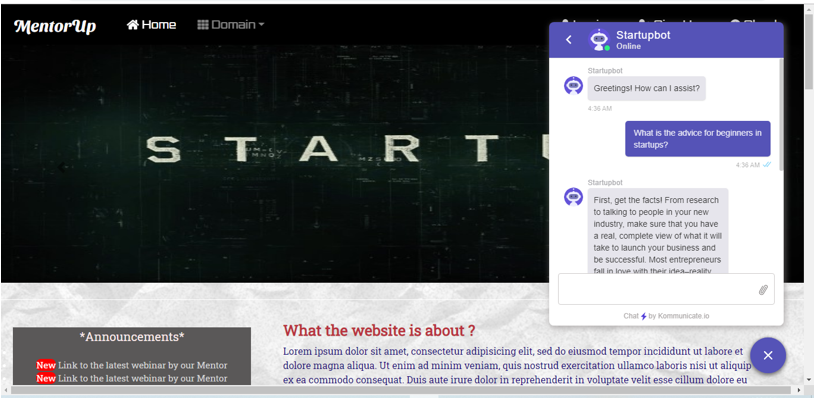 MentorUp
Home
Domain
STARTU
Startupbot
Online
Startupbot
Greetings! How can I assist?
4:36 AM
What is the advice for beginners in
startups?
4:36 AM
Startupbot
First, get the facts! From research
to talking to people in your new
industry, make sure that you have
a real, complete view of what it will
take to launch your business and
be successful. Most entrepreneurs
fall in love with their idea–reality
Chat by Kommunicate.io
*Announcements*
New Link to the latest webinar by our Mentor
New Link to the latest webinar by our Mentor
What the website is about ?
Lorem ipsum dolor sit amet, consectetur adipisicing elit, sed do eiusmod tempor incididunt ut labore et
dolore magna aliqua. Ut enim ad minim veniam, quis nostrud exercitation ullamco laboris nisi ut aliquip
ex ea commodo consequat. Duis aute irure dolor in reprehenderit in voluptate velit esse cillum dolore eu